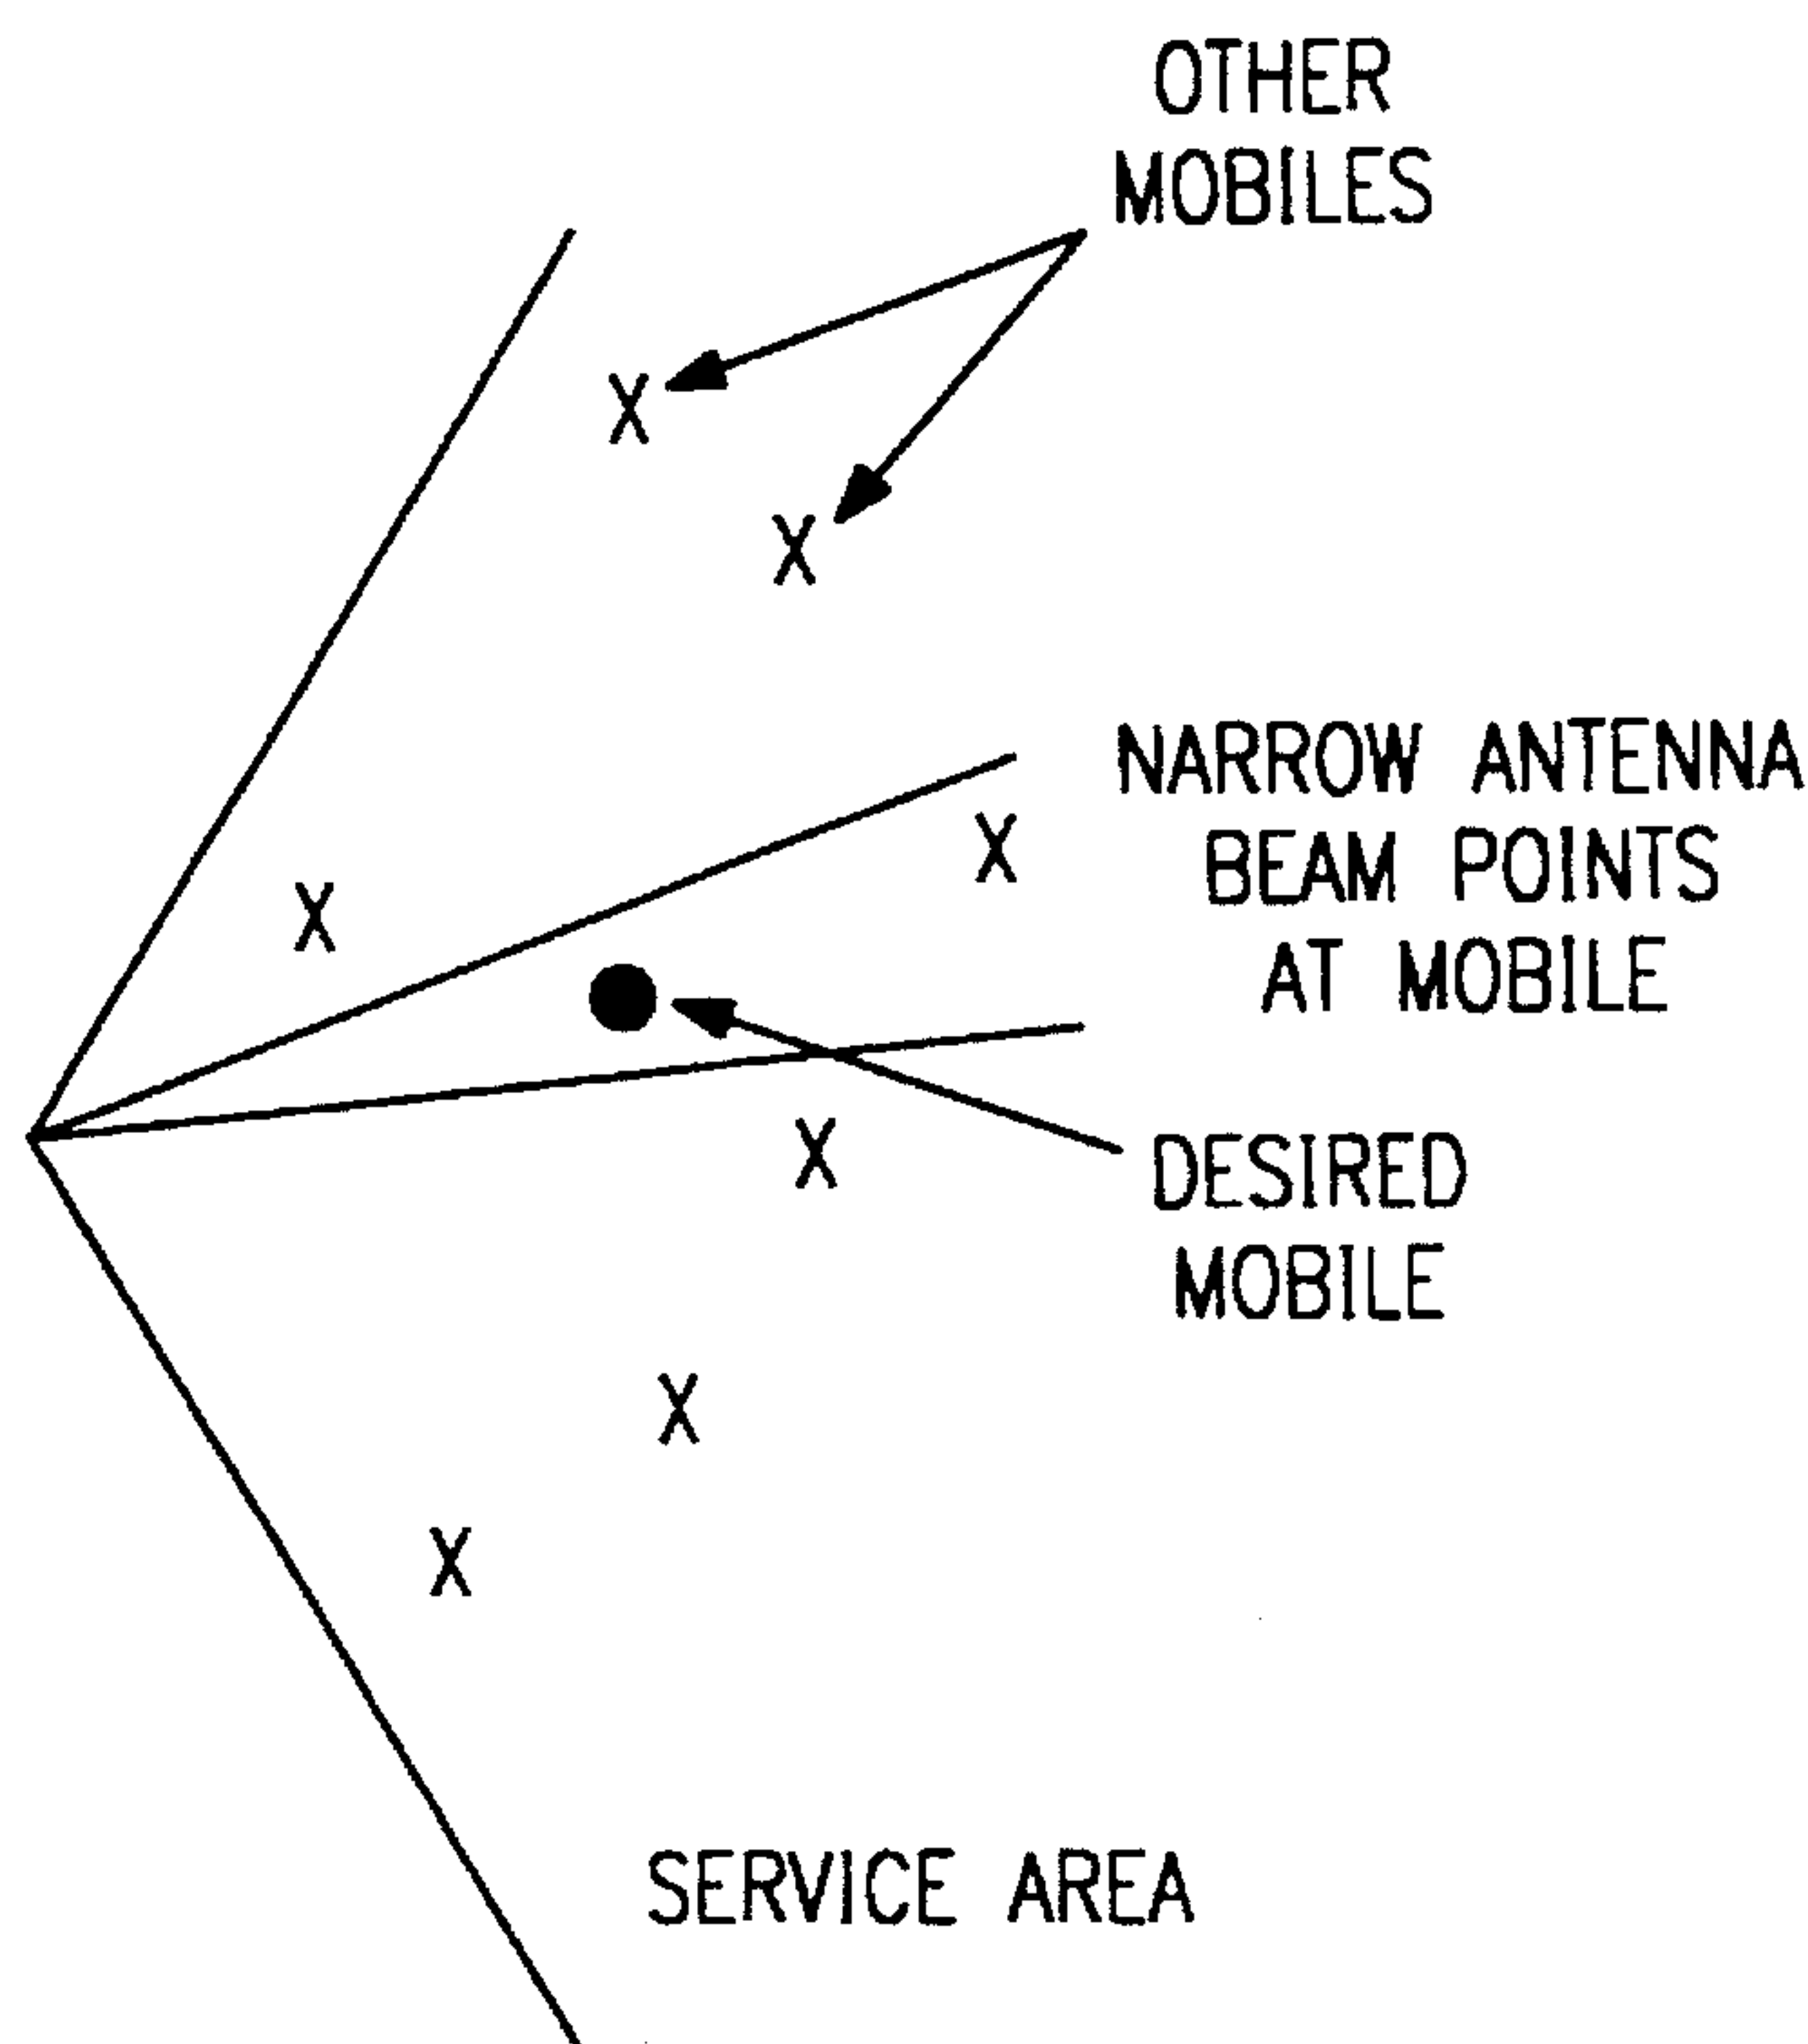 OTHER
MOBILES
X
X
NARROW ANTENNA
BEAM POINTS
AT MOBILE
X
X
X
DESIRED
MOBILE
X
X
SERVICE AREA